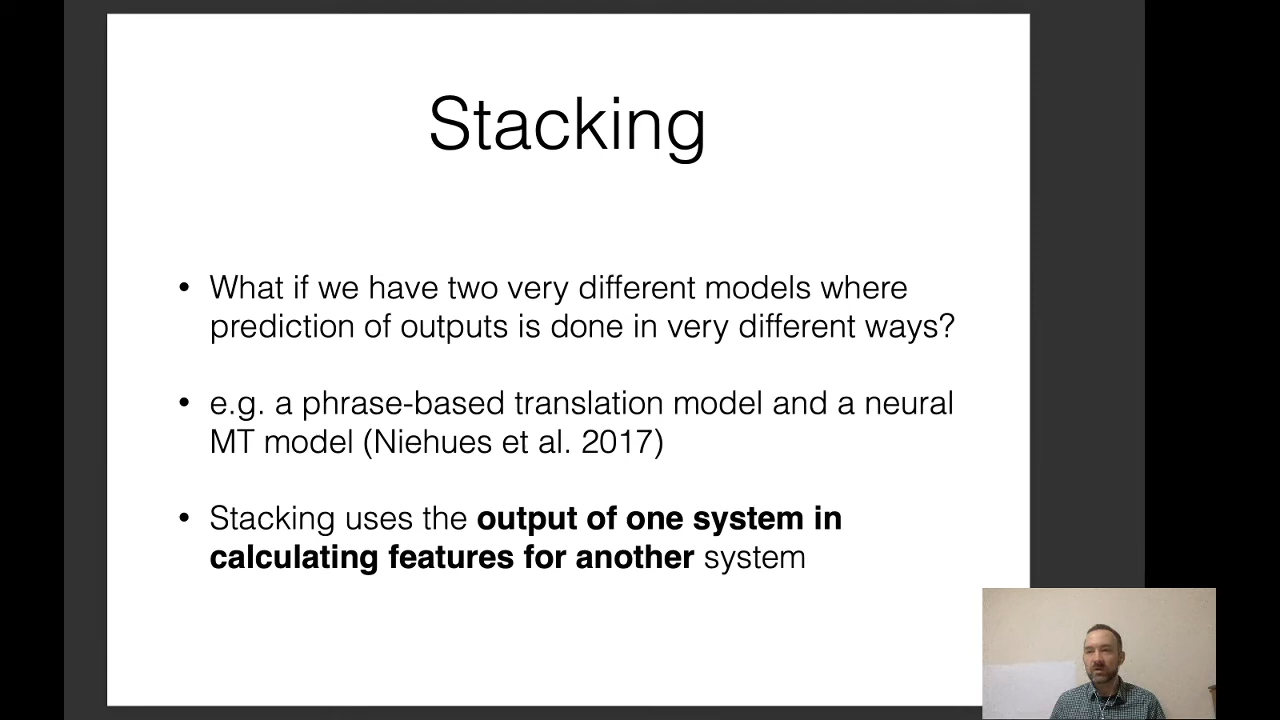 Stacking
• What if we have two very different models where
prediction of outputs is done in very different ways?
• e.g. a phrase-based translation model and a neural
MT model (Niehues et al. 2017)
• Stacking uses the output of one system in
calculating features for another system